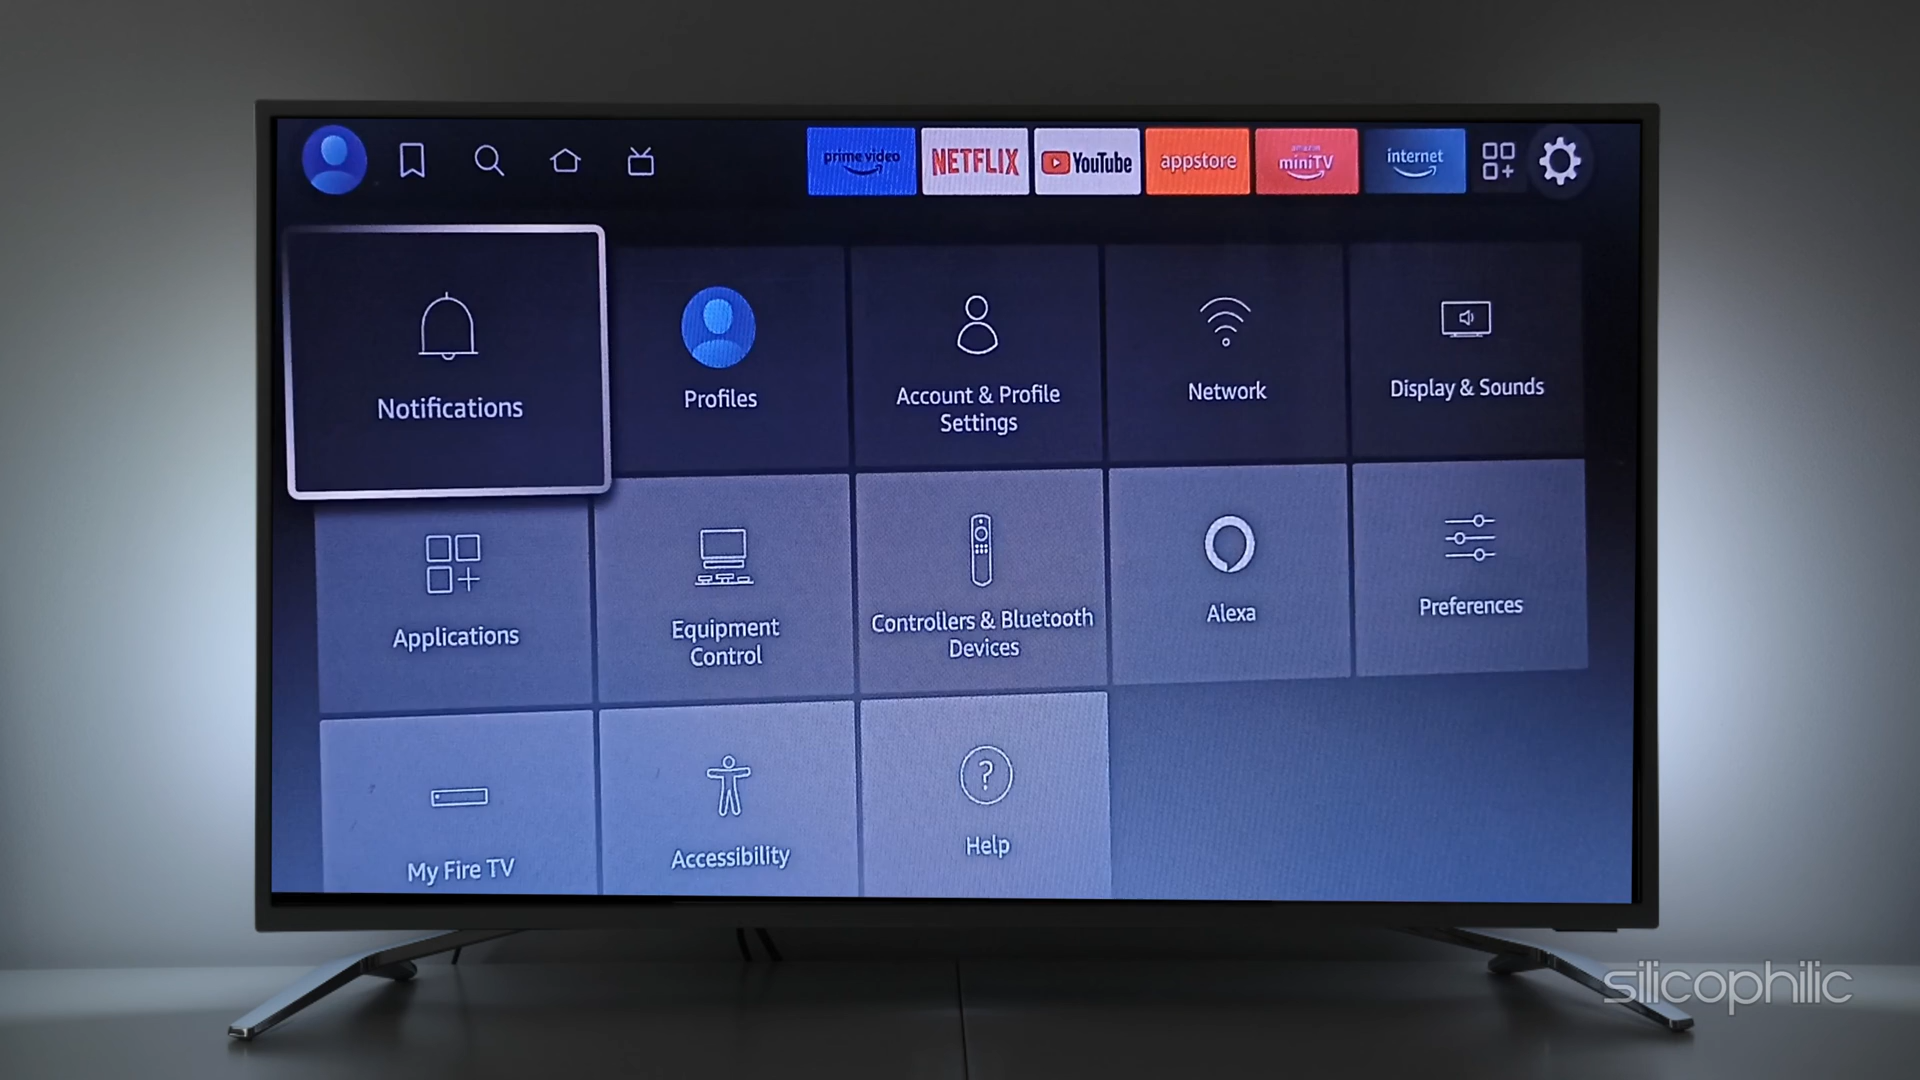 prime video
NETFLIX
YouTube
appstore
amazon
miniTV
internet
Notifications
Profiles
Account & Profile
Settings
Network
Display & Sounds
Applications
Equipment
Control
Controllers & Bluetooth
Devices
Alexa
Preferences
My Fire TV
Accessibility
?
Help
silicophilic